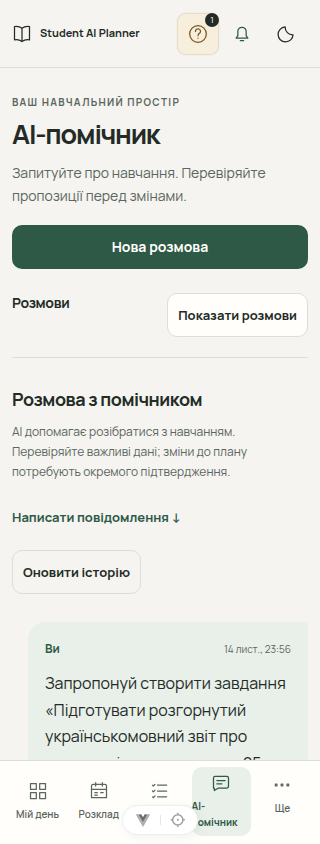 Student AI Planner
1
ВАШ НАВЧАЛЬНИЙ ПРОСТІР
AI-помічник
Запитуйте про навчання. Перевіряйте
пропозиції перед змінами.
Нова розмова
Розмови
Показати розмови
Розмова з помічником
AI допомагає розібратися з навчанням.
Перевіряйте важливі дані; зміни до плану
потребують окремого підтвердження.
Написати повідомлення ↓
Оновити історію
Ви
14 лист., 23:56
Запропонуй створити завдання
«Підготувати розгорнутий
українськомовний звіт про
Мій день
Розклад
AI-
помічник
Ще